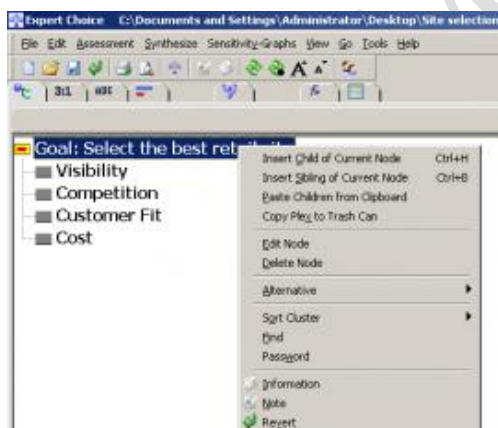 Expert Choice C:\Documents and Settings\Administrator\Desktop\Site selection
File Edit Assessment Synthesize Sensitivity-Graphs View Go Tools Help
3:1 ABC
Goal: Select the best
Visibility
Competition
Customer Fit
Cost
Insert Child of Current Node Ctrl+H
Insert Sibling of Current Node Ctrl+B
Paste Children from Clipboard
Copy Plex to Trash Can
Edit Node
Delete Node
Alternative
Sort Cluster
Find
Password
Information
Note
Revert